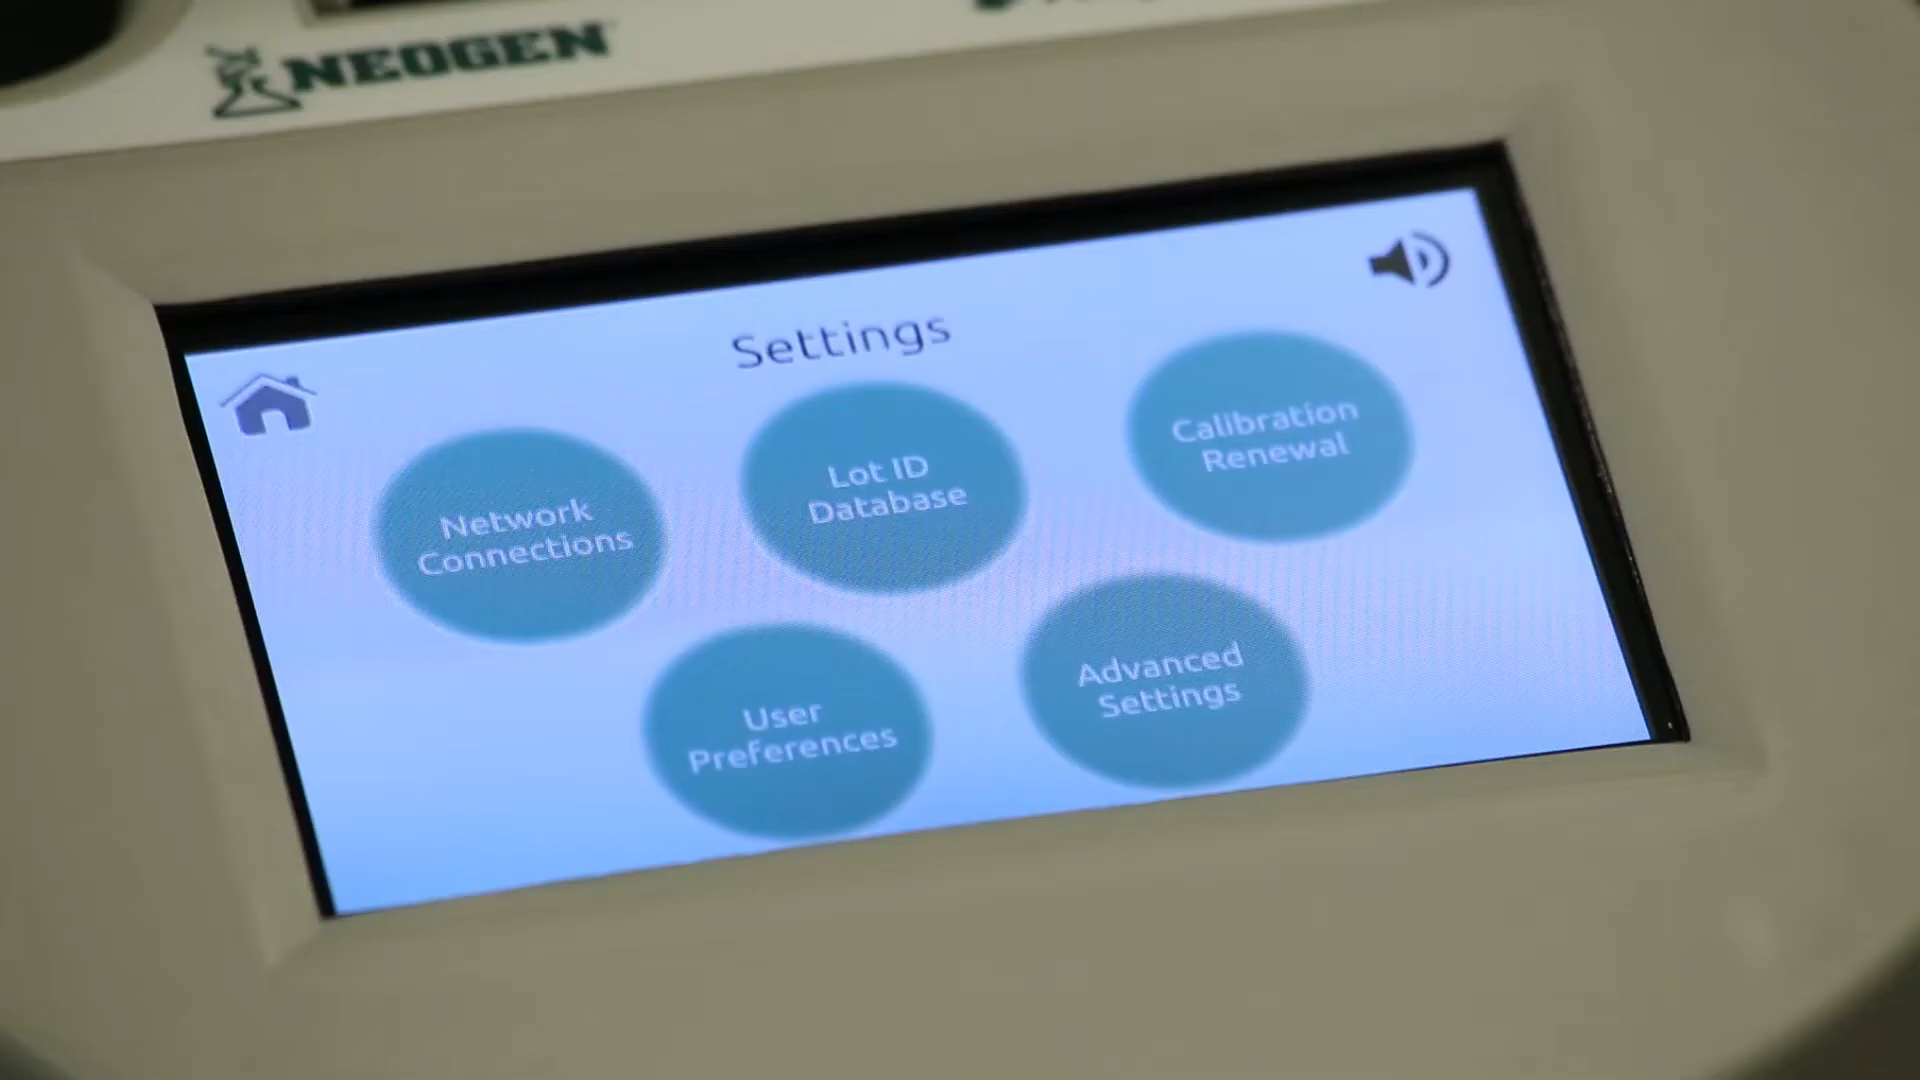 NEOGEN
Settings
Network
Connections
Lot ID
Database
Calibration
Renewal
User
Preferences
Advanced
Settings